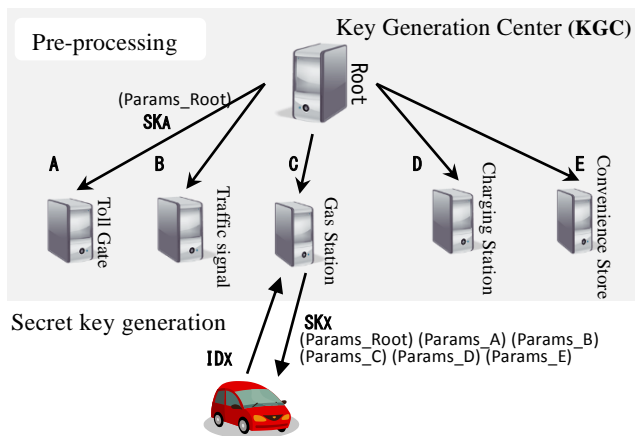 Pre-processing
Key Generation Center (KGC)
Root
(Params_Root)
SKA
A
B
C
D
E
Toll Gate
Traffic signal
Gas Station
Charging Station
Convenience Store
Secret key generation
SKX
(Params_Root) (Params_A) (Params_B)
(Params_C) (Params_D) (Params_E)
IDX